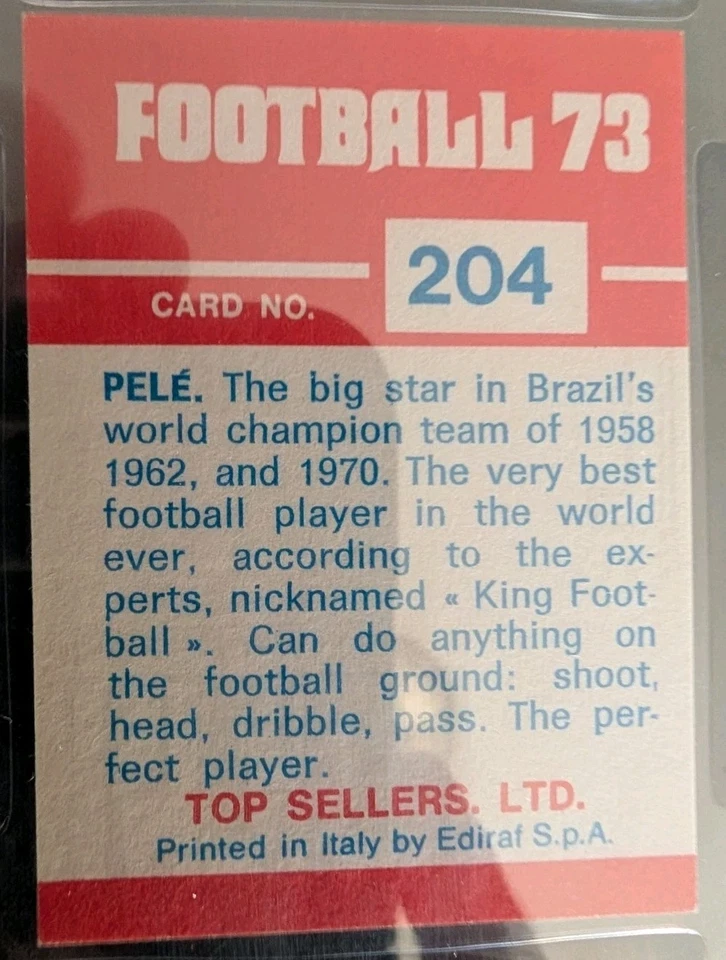 FOOTBALL 73
204
CARD NO.
PELÉ. The big star in Brazil's
world champion team of 1958
1962, and 1970. The very best
football player in the world
ever, according to the ex-
perts, nicknamed « King Foot-
ball ». Can do anything on
the football ground: shoot,
head, dribble, pass. The per-
fect player.
TOP SELLERS. LTD.
Printed in Italy by Ediraf S.p.A.